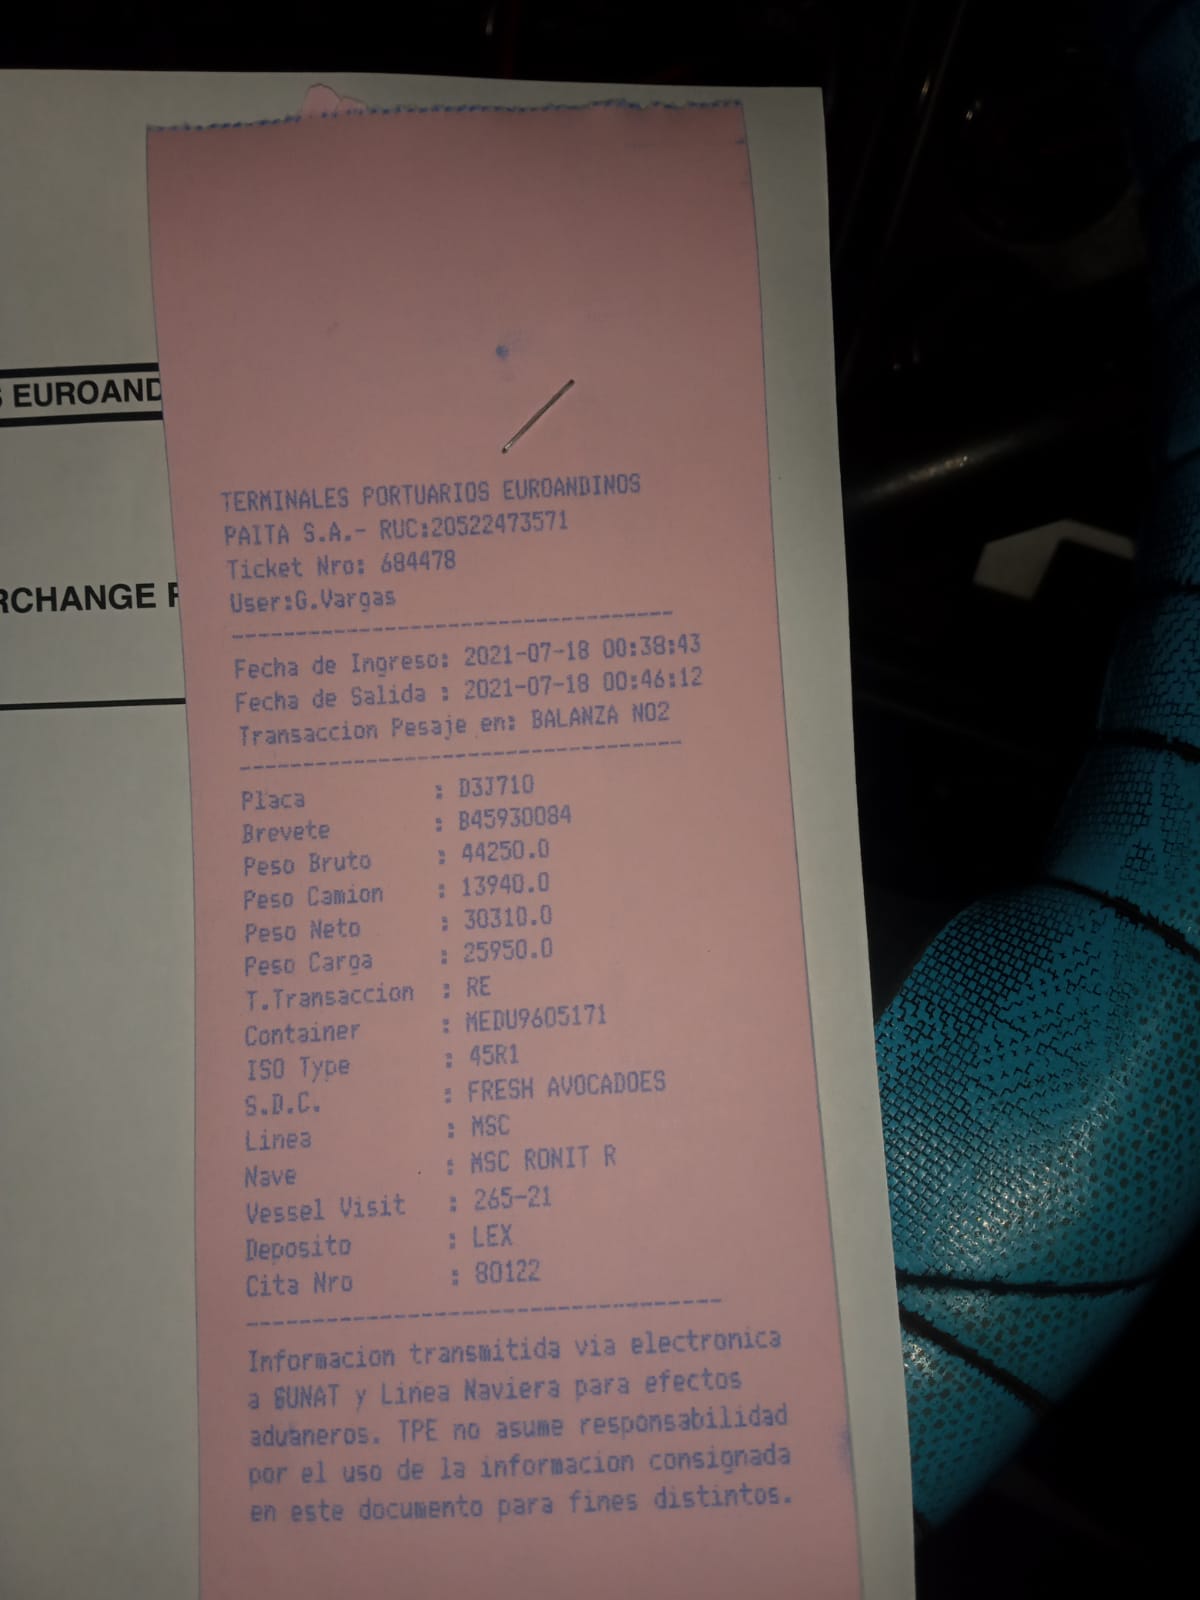 S EUROAND
RCHANGE
TERMINALES PORTUARIOS EUROANDINOS
PAITA S.A.- RUC:20522473571
Ticket Nro: 684478
User:G.Vargas
--------------------------------
Fecha de Ingreso: 2021-07-18 00:38:43
Fecha de Salida : 2021-07-18 00:46:12
Transaccion Pesaje en: BALANZA NO2
--------------------------------
Placa : D3J710
Brevete : B45930084
Peso Bruto : 44250.0
Peso Camion : 13940.0
Peso Neto : 30310.0
Peso Carga : 25950.0
T.Transaccion : RE
Container : MEDU9605171
ISO Type : 45R1
S.D.C. : FRESH AVOCADOES
Linea : MSC
Nave : MSC RONIT R
Vessel Visit : 265-21
Deposito : LEX
Cita Nro : 80122
--------------------------------
Informacion transmitida via electronica
a SUNAT y Linea Naviera para efectos
aduaneros. TPE no asume responsabilidad
por el uso de la informacion consignada
en este documento para fines distintos.